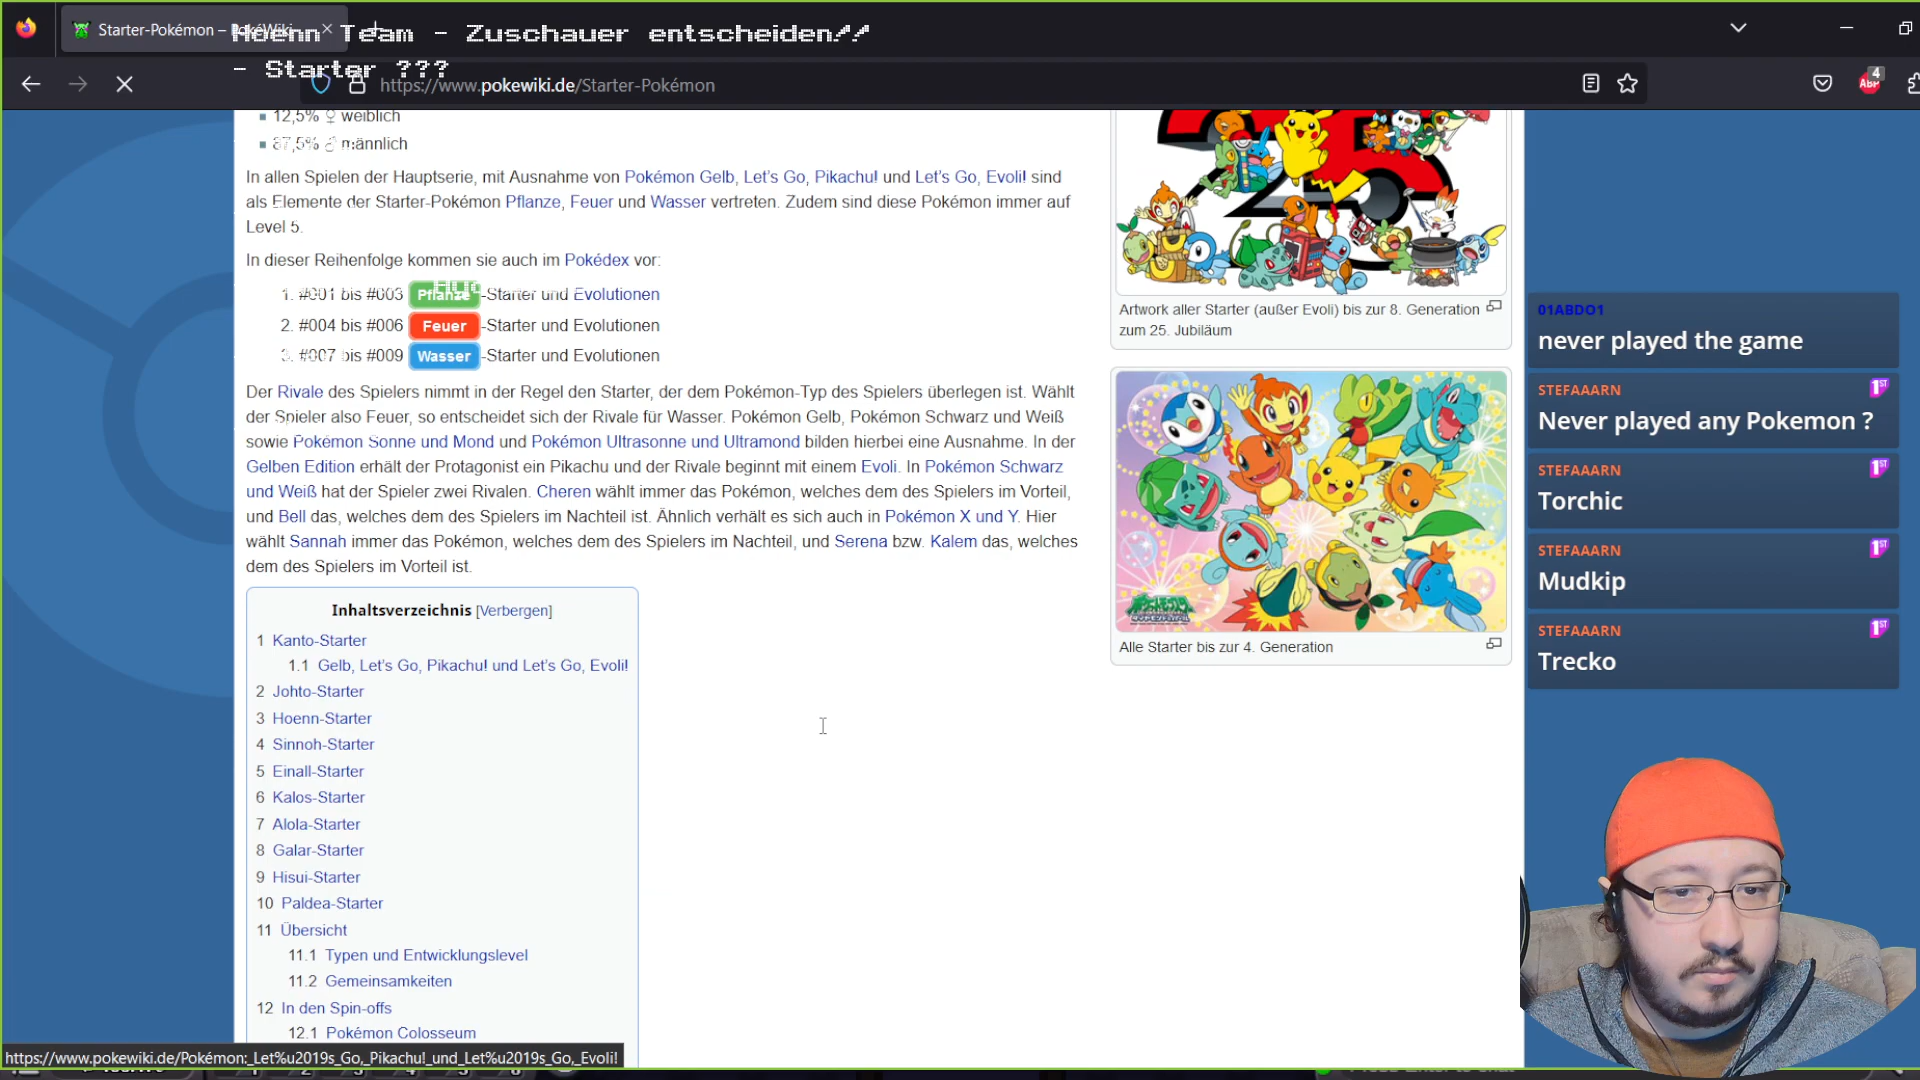 Starter-Pokémon –
Hoenn Team - Zuschauer entscheiden!!
- Starter ???
https://www.pokewiki.de/Starter-Pokémon
ABP
4
12,5% ♀ weiblich
männlich
In allen Spielen der Hauptserie, mit Ausnahme von Pokémon Gelb, Let's Go, Pikachu! und Let's Go, Evoli! sind
als Elemente der Starter-Pokémon Pflanze, Feuer und Wasser vertreten. Zudem sind diese Pokémon immer auf
Level 5.
In dieser Reihenfolge kommen sie auch im Pokédex vor:
1. #001 bis #003 Pflanze -Starter und Evolutionen
2. #004 bis #006 Feuer -Starter und Evolutionen
3. #007 bis #009 Wasser -Starter und Evolutionen
Der Rivale des Spielers nimmt in der Regel den Starter, der dem Pokémon-Typ des Spielers überlegen ist. Wählt
der Spieler also Feuer, so entscheidet sich der Rivale für Wasser. Pokémon Gelb, Pokémon Schwarz und Weiß
sowie Pokémon Sonne und Mond und Pokémon Ultrasonne und Ultramond bilden hierbei eine Ausnahme. In der
Gelben Edition erhält der Protagonist ein Pikachu und der Rivale beginnt mit einem Evoli. In Pokémon Schwarz
und Weiß hat der Spieler zwei Rivalen. Cheren wählt immer das Pokémon, welches dem des Spielers im Vorteil,
und Bell das, welches dem des Spielers im Nachteil ist. Ähnlich verhält es sich auch in Pokémon X und Y. Hier
wählt Sannah immer das Pokémon, welches dem des Spielers im Nachteil, und Serena bzw. Kalem das, welches
dem des Spielers im Vorteil ist.
Inhaltsverzeichnis [Verbergen]
1 Kanto-Starter
1.1 Gelb, Let's Go, Pikachu! und Let's Go, Evoli!
2 Johto-Starter
3 Hoenn-Starter
4 Sinnoh-Starter
5 Einall-Starter
6 Kalos-Starter
7 Alola-Starter
8 Galar-Starter
9 Hisui-Starter
10 Paldea-Starter
11 Übersicht
11.1 Typen und Entwicklungslevel
11.2 Gemeinsamkeiten
12 In den Spin-offs
12.1 Pokémon Colosseum
https://www.pokewiki.de/Pokémon:_Let%u2019s_Go,_Pikachu!_und_Let%u2019s_Go,_Evoli!
Artwork aller Starter (außer Evoli) bis zur 8. Generation
zum 25. Jubiläum
Alle Starter bis zur 4. Generation
01ABDO1
never played the game
STEFAAARN
1ST
Never played any Pokemon ?
STEFAAARN
1ST
Torchic
STEFAAARN
1ST
Mudkip
STEFAAARN
1ST
Trecko